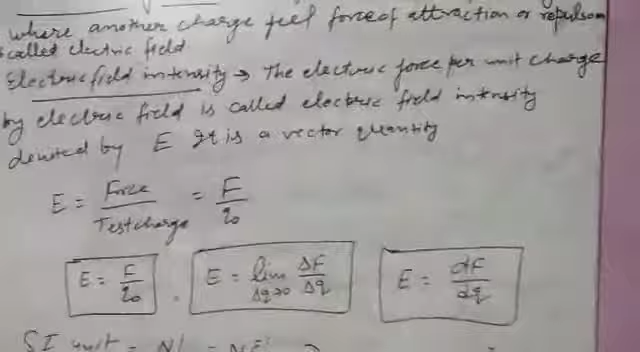 where another charge feel force of attraction or repulsion
called electric field
Electric field intensity → The electric force per unit charge
by electric field is called electric field intensity
denoted by E It is a vector quantity
E = Force / Test charge = F / q₀
E = F / q₀ , E = lim Δq→0 ΔF / Δq E = dF / dq
SI unit =